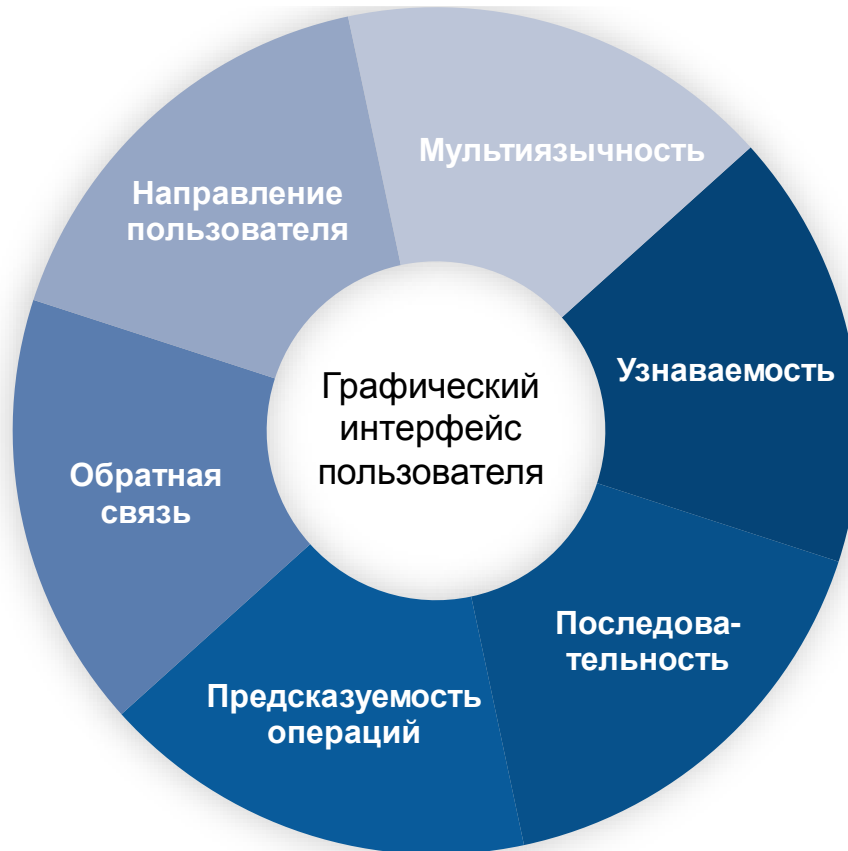 Мультиязычность
Направление
пользователя
Узнаваемость
Графический
интерфейс
пользователя
Обратная
связь
Последова-
тельность
Предсказуемость
операций